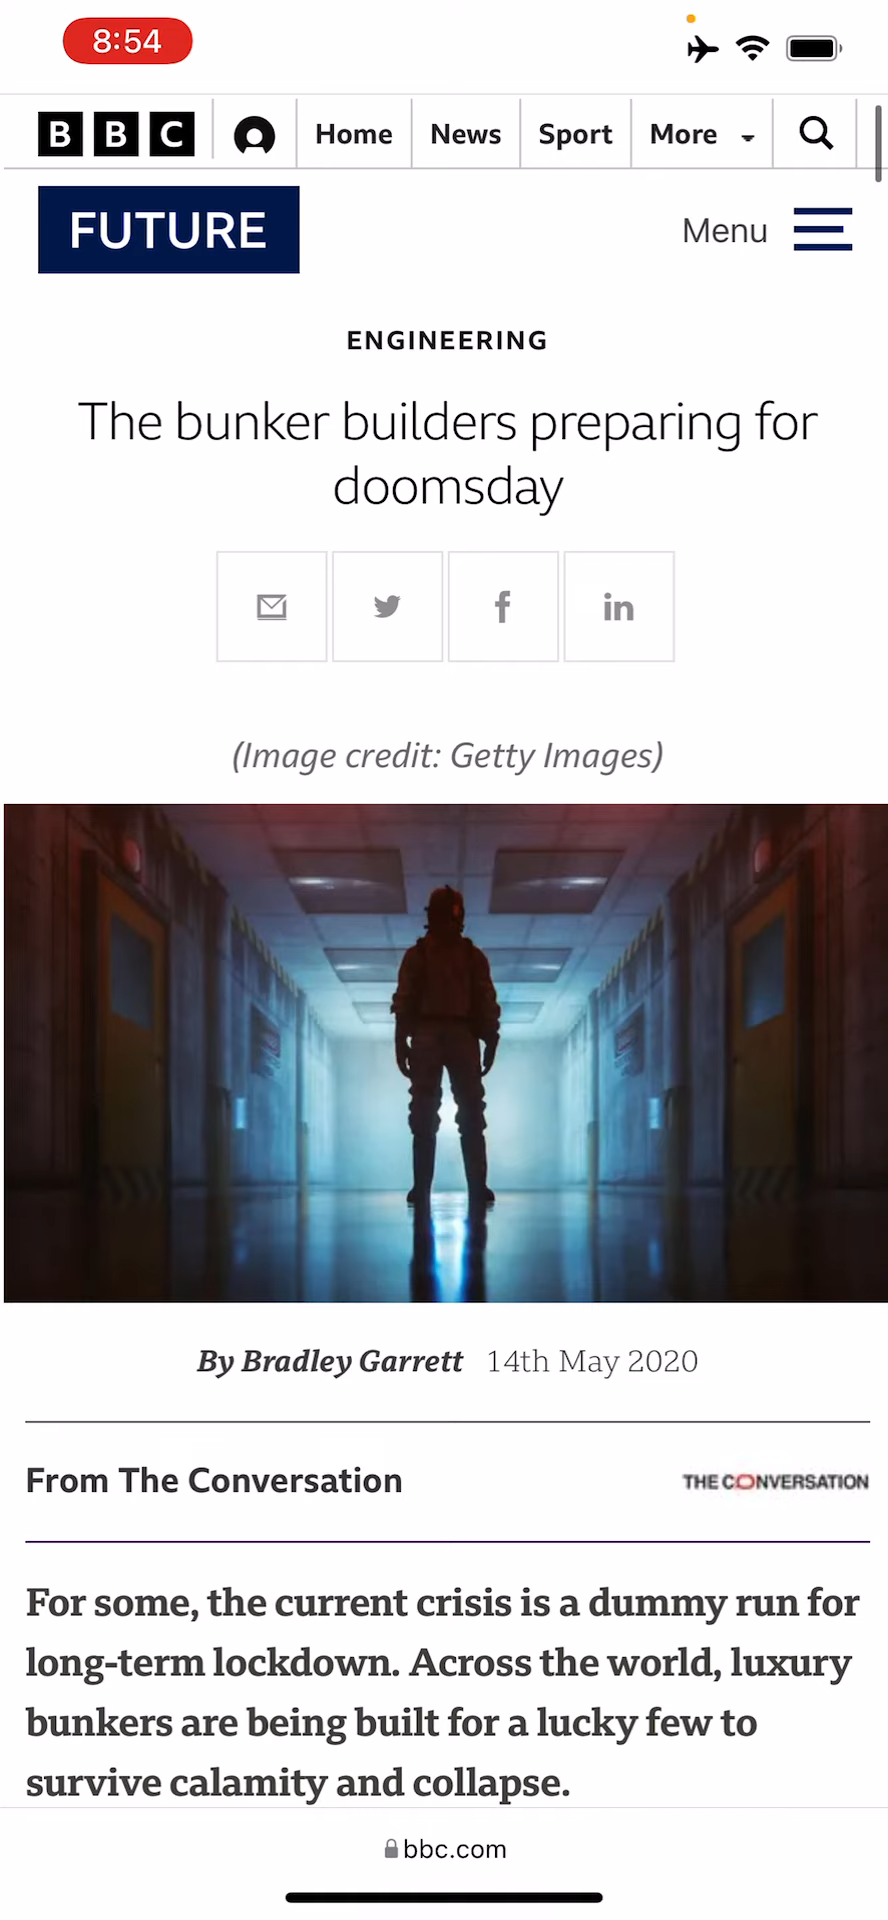 8:54
BBC Home News Sport More
FUTURE Menu
ENGINEERING
The bunker builders preparing for
doomsday
(Image credit: Getty Images)
By Bradley Garrett 14th May 2020
From The Conversation THE CONVERSATION
For some, the current crisis is a dummy run for
long-term lockdown. Across the world, luxury
bunkers are being built for a lucky few to
survive calamity and collapse.
bbc.com